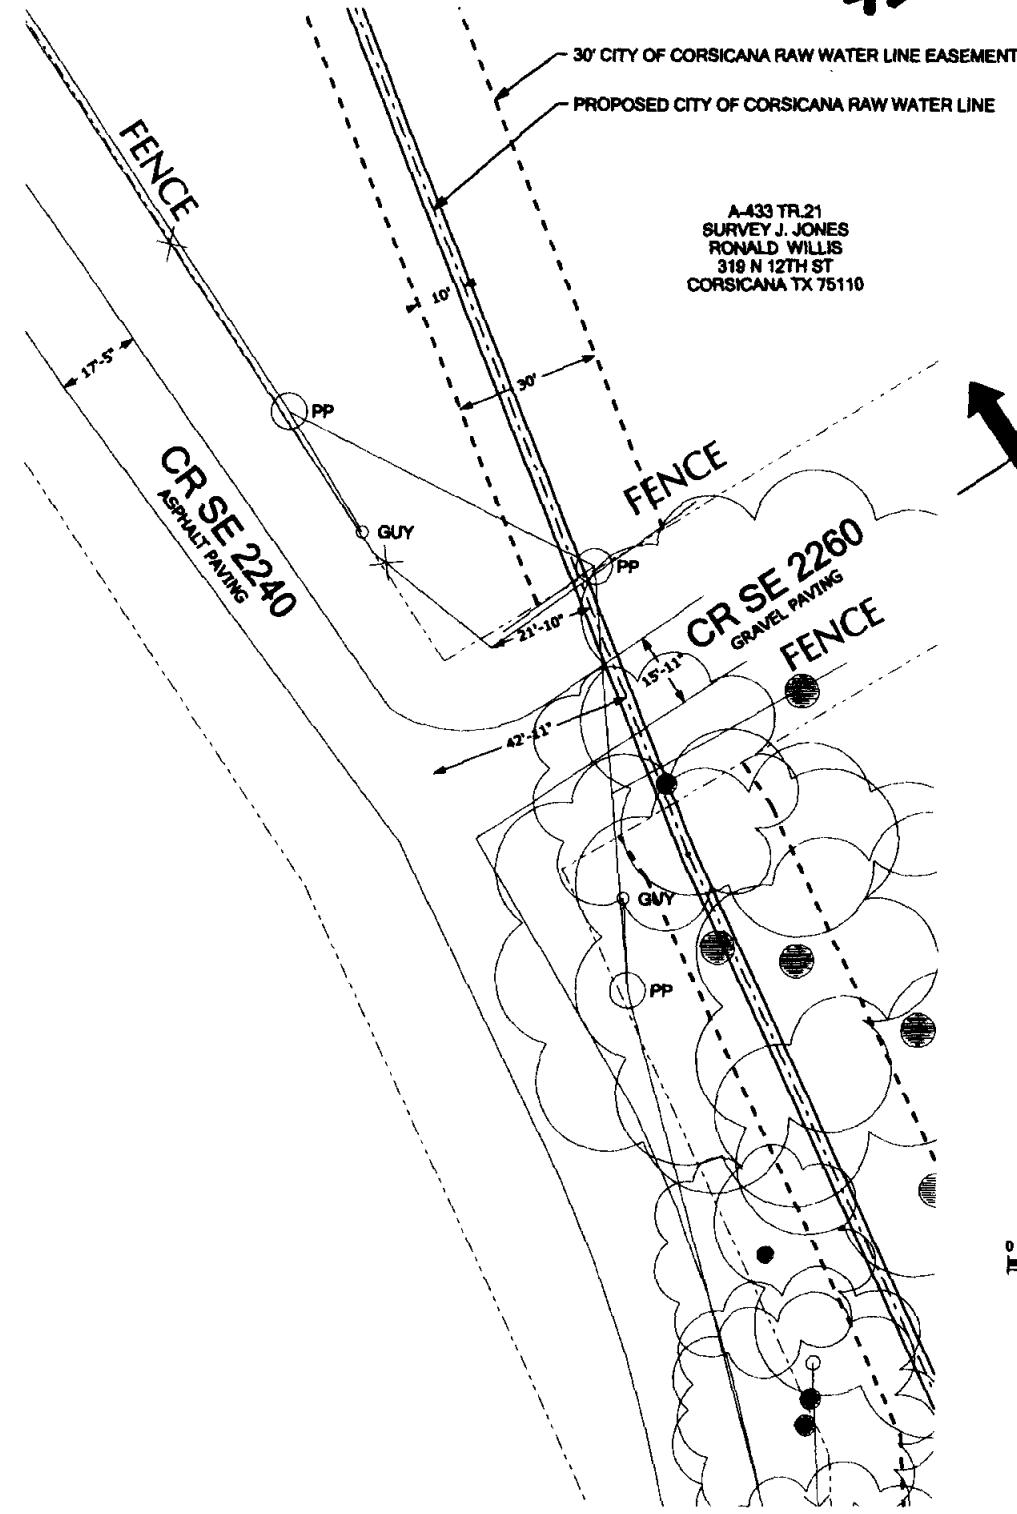 30' CITY OF CORSICANA RAW WATER LINE EASEMENT
PROPOSED CITY OF CORSICANA RAW WATER LINE
FENCE
A-433 TR.21
SURVEY J. JONES
RONALD WILLIS
319 N 12TH ST
CORSICANA TX 75110
10'
17'-5"
30'
PP
FENCE
CR SE 2240
ASPHALT PAVING
GUY
PP
CR SE 2260
GRAVEL PAVING
FENCE
21'-10"
15'-11"
42'-11"
GUY
PP